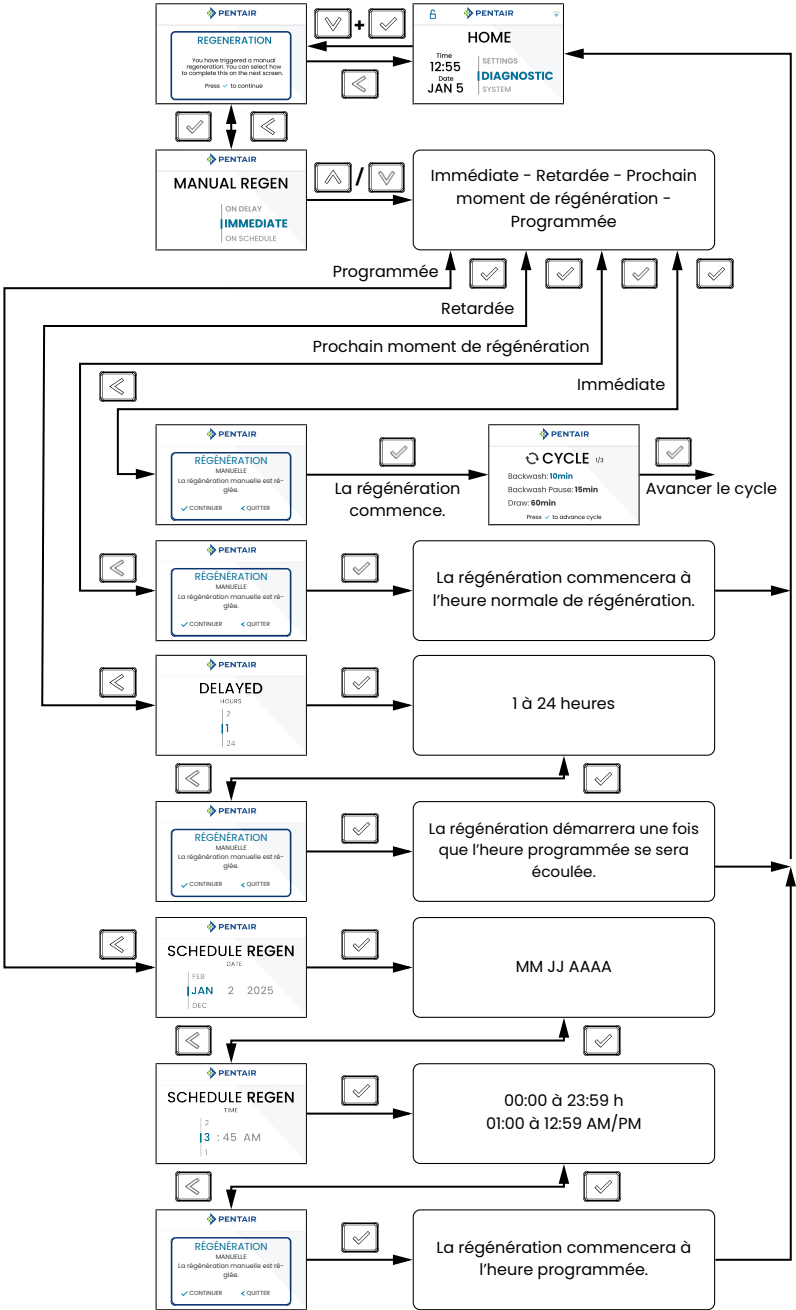 PENTAIR
REGENERATION
You have triggered a manual
regeneration. You can select how
to complete this on the next screen.
Press ✓ to continue
+
PENTAIR
HOME
Time
12:55
Date
JAN 5
SETTINGS
DIAGNOSTIC
SYSTEM
PENTAIR
MANUAL REGEN
ON DELAY
IMMEDIATE
ON SCHEDULE
/
Immédiate - Retardée - Prochain
moment de régénération -
Programmée
Programmée
Retardée
Prochain moment de régénération
Immédiate
PENTAIR
RÉGÉNÉRATION
MANUELLE
La régénération manuelle est ré-
glée.
✓ CONTINUER < QUITTER
La régénération
commence.
PENTAIR
CYCLE 1/3
Backwash: 10min
Backwash Pause: 15min
Draw: 60min
Press ✓ to advance cycle
Avancer le cycle
PENTAIR
RÉGÉNÉRATION
MANUELLE
La régénération manuelle est ré-
glée.
✓ CONTINUER < QUITTER
La régénération commencera à
l'heure normale de régénération.
PENTAIR
DELAYED
HOURS
2
1
24
1 à 24 heures
PENTAIR
RÉGÉNÉRATION
MANUELLE
La régénération manuelle est ré-
glée.
✓ CONTINUER < QUITTER
La régénération démarrera une fois
que l'heure programmée se sera
écoulée.
PENTAIR
SCHEDULE REGEN
DATE
FEB
JAN 2 2025
DEC
MM JJ AAAA
PENTAIR
SCHEDULE REGEN
TIME
2
3 : 45 AM
1
00:00 à 23:59 h
01:00 à 12:59 AM/PM
PENTAIR
RÉGÉNÉRATION
MANUELLE
La régénération manuelle est ré-
glée.
✓ CONTINUER < QUITTER
La régénération commencera à
l'heure programmée.